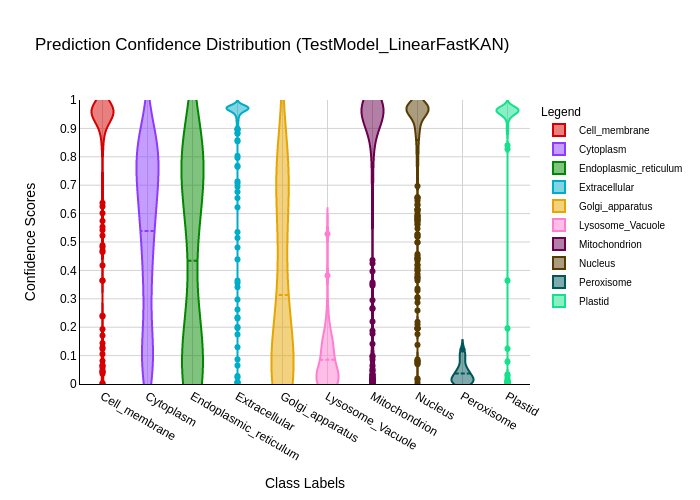 Prediction Confidence Distribution (TestModel_LinearFastKAN)
Legend
Cell_membrane
Cytoplasm
Endoplasmic_reticulum
Extracellular
Golgi_apparatus
Lysosome_Vacuole
Mitochondrion
Nucleus
Peroxisome
Plastid
Confidence Scores
1
0.9
0.8
0.7
0.6
0.5
0.4
0.3
0.2
0.1
0
Cell_membrane
Cytoplasm
Endoplasmic_reticulum
Extracellular
Golgi_apparatus
Lysosome_Vacuole
Mitochondrion
Nucleus
Peroxisome
Plastid
Class Labels